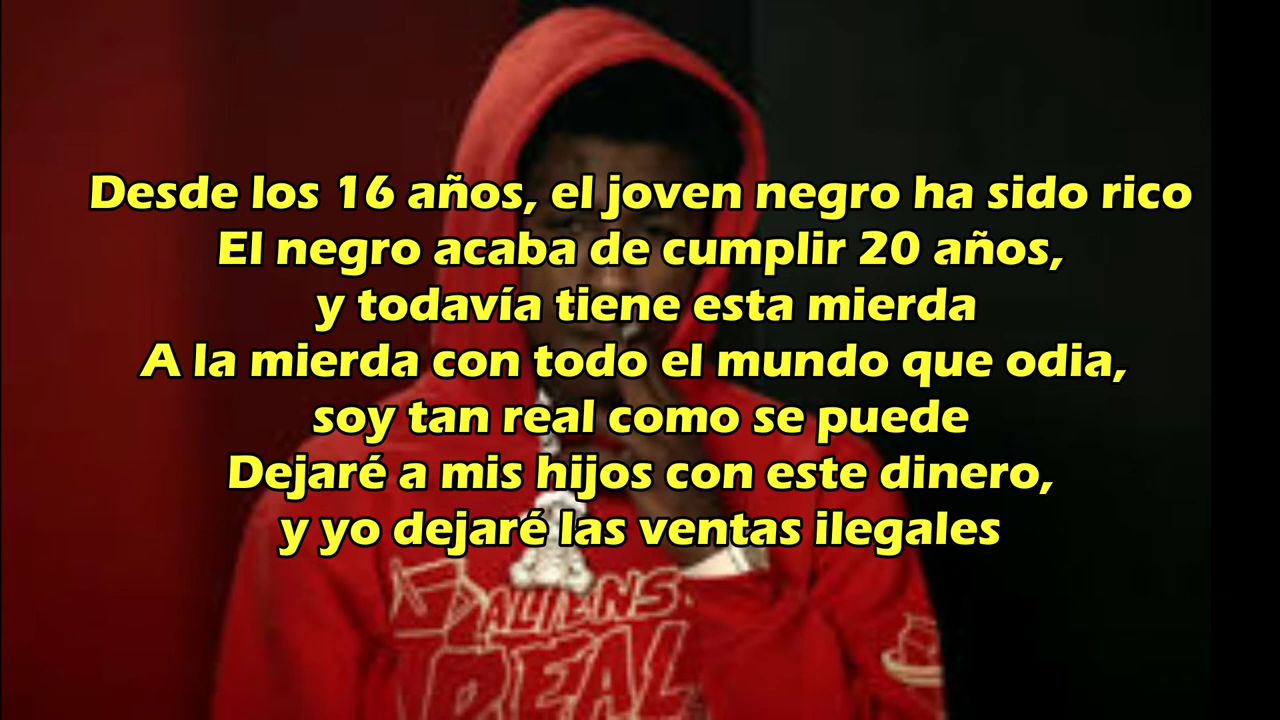 Desde los 16 años, el joven negro ha sido rico
El negro acaba de cumplir 20 años,
y todavía tiene esta mierda
A la mierda con todo el mundo que odia,
soy tan real como se puede
Dejaré a mis hijos con este dinero,
y yo dejaré las ventas ilegales
ALIENS
REAL